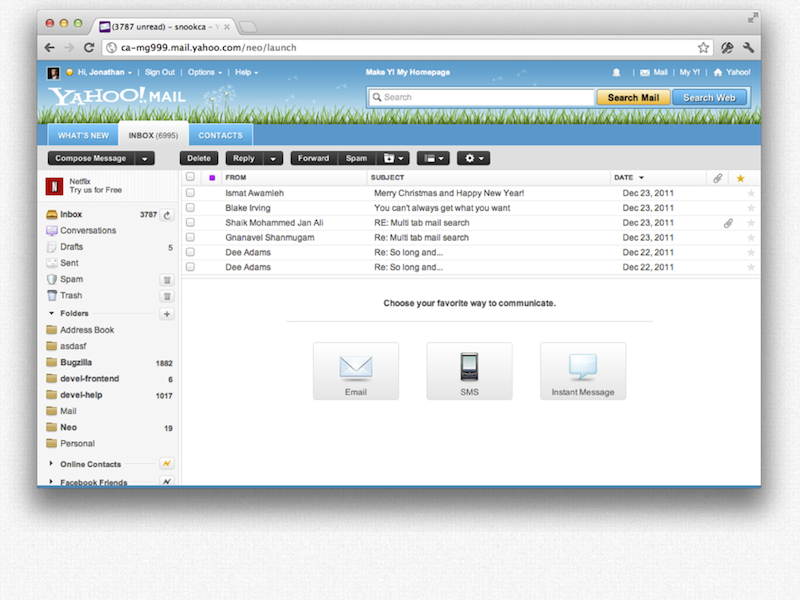 (3787 unread) – snookca – Y
ca-mg999.mail.yahoo.com/neo/launch
Hi, Jonathan | Sign Out | Options | Help
Make Y! My Homepage
Mail | My Y! | Yahoo!
YAHOO! MAIL
Search
Search Mail
Search Web
WHAT'S NEW
INBOX (6995)
CONTACTS
Compose Message
Delete
Reply
Forward
Spam
Netflix
Try us for Free
FROM SUBJECT DATE
Ismat Awamleh Merry Christmas and Happy New Year! Dec 23, 2011
Blake Irving You can't always get what you want Dec 23, 2011
Shaik Mohammed Jan Ali RE: Multi tab mail search Dec 23, 2011
Gnanavel Shanmugam Re: Multi tab mail search Dec 23, 2011
Dee Adams Re: So long and... Dec 22, 2011
Dee Adams Re: So long and... Dec 22, 2011
Inbox 3787
Conversations
Drafts 5
Sent
Spam
Trash
Folders
Address Book
asdasf
Bugzilla 1882
devel-frontend 6
devel-help 1017
Mail
Neo 19
Personal
Online Contacts
Facebook Friends
Choose your favorite way to communicate.
Email
SMS
Instant Message